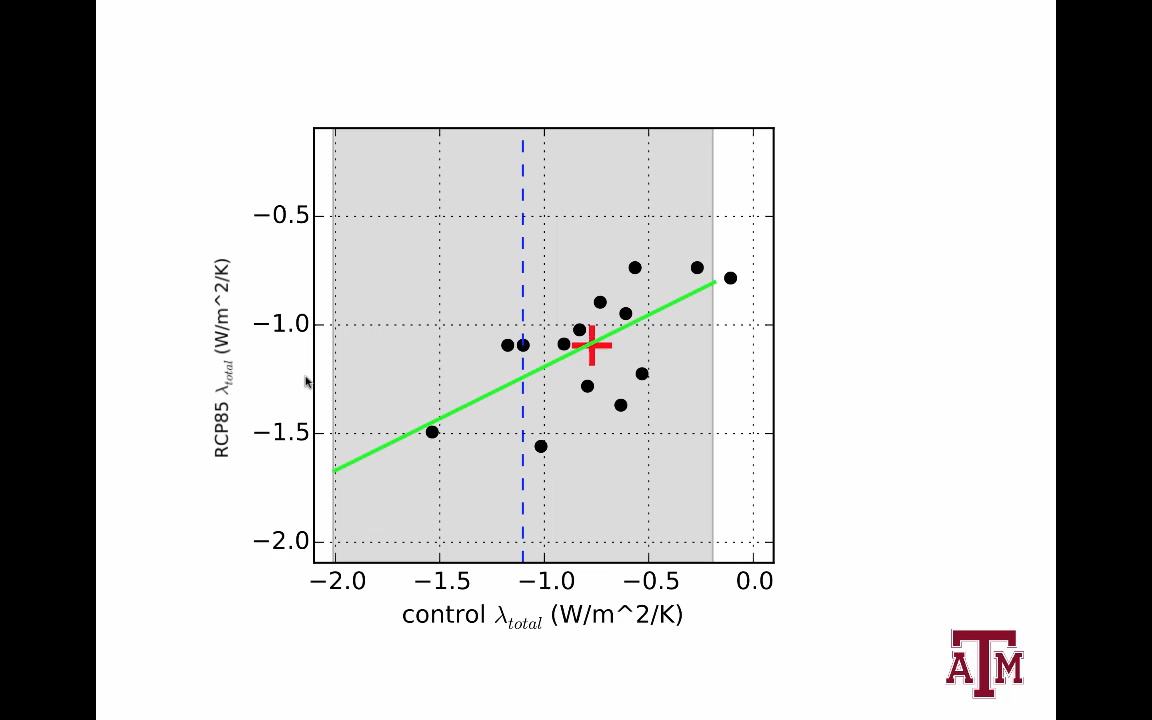 −0.5
−1.0
−1.5
−2.0
RCP85 λtotal (W/m^2/K)
−2.0 −1.5 −1.0 −0.5 0.0
control λtotal (W/m^2/K)
ATM